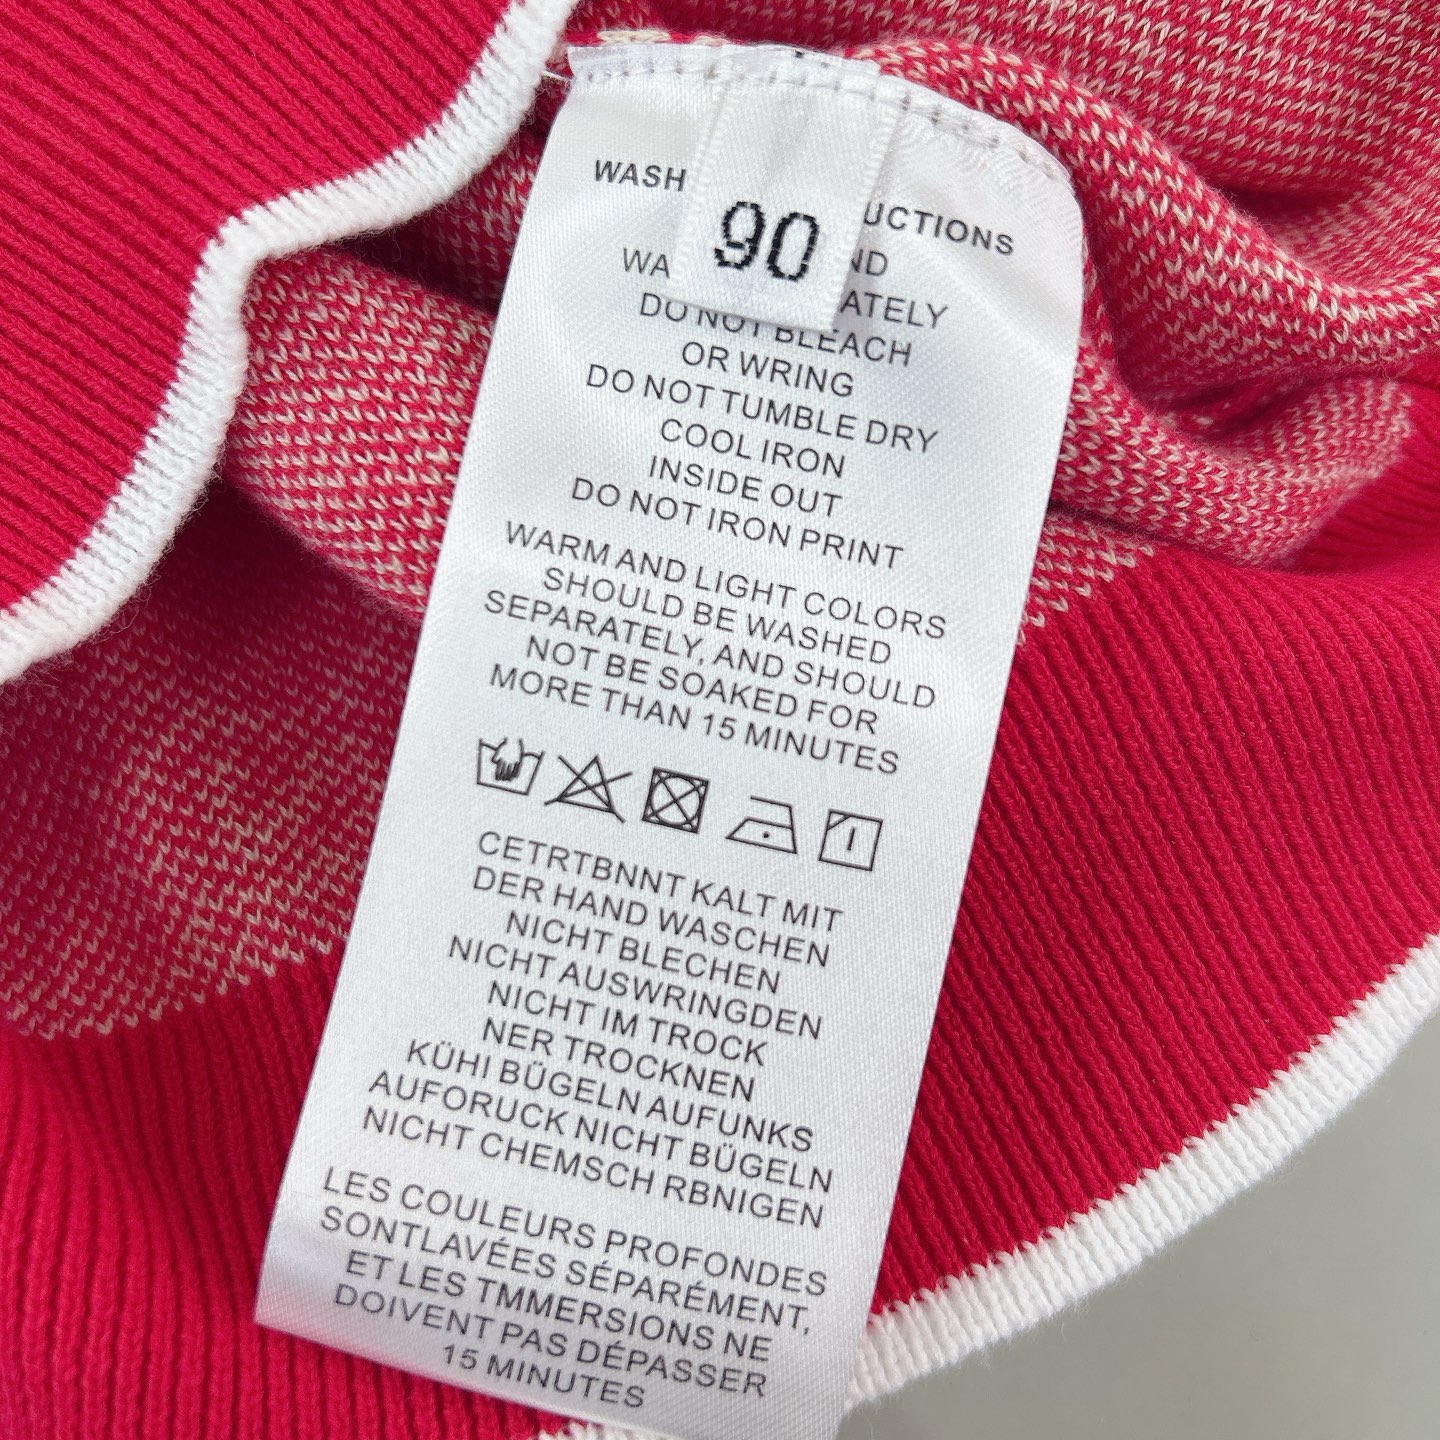 WASH UCTIONS
90
WA ND
ATELY
DO NOT BLEACH
OR WRING
DO NOT TUMBLE DRY
COOL IRON
INSIDE OUT
DO NOT IRON PRINT
WARM AND LIGHT COLORS
SHOULD BE WASHED
SEPARATELY, AND SHOULD
NOT BE SOAKED FOR
MORE THAN 15 MINUTES
CETRTBNNT KALT MIT
DER HAND WASCHEN
NICHT BLECHEN
NICHT AUSWRINGDEN
NICHT IM TROCK
NER TROCKNEN
KÜHI BÜGELN AUFUNKS
AUFORUCK NICHT BÜGELN
NICHT CHEMSCH RBNIGEN
LES COULEURS PROFONDES
SONTLAVÉES SÉPARÉMENT,
ET LES TMMERSIONS NE
DOIVENT PAS DÉPASSER
15 MINUTES